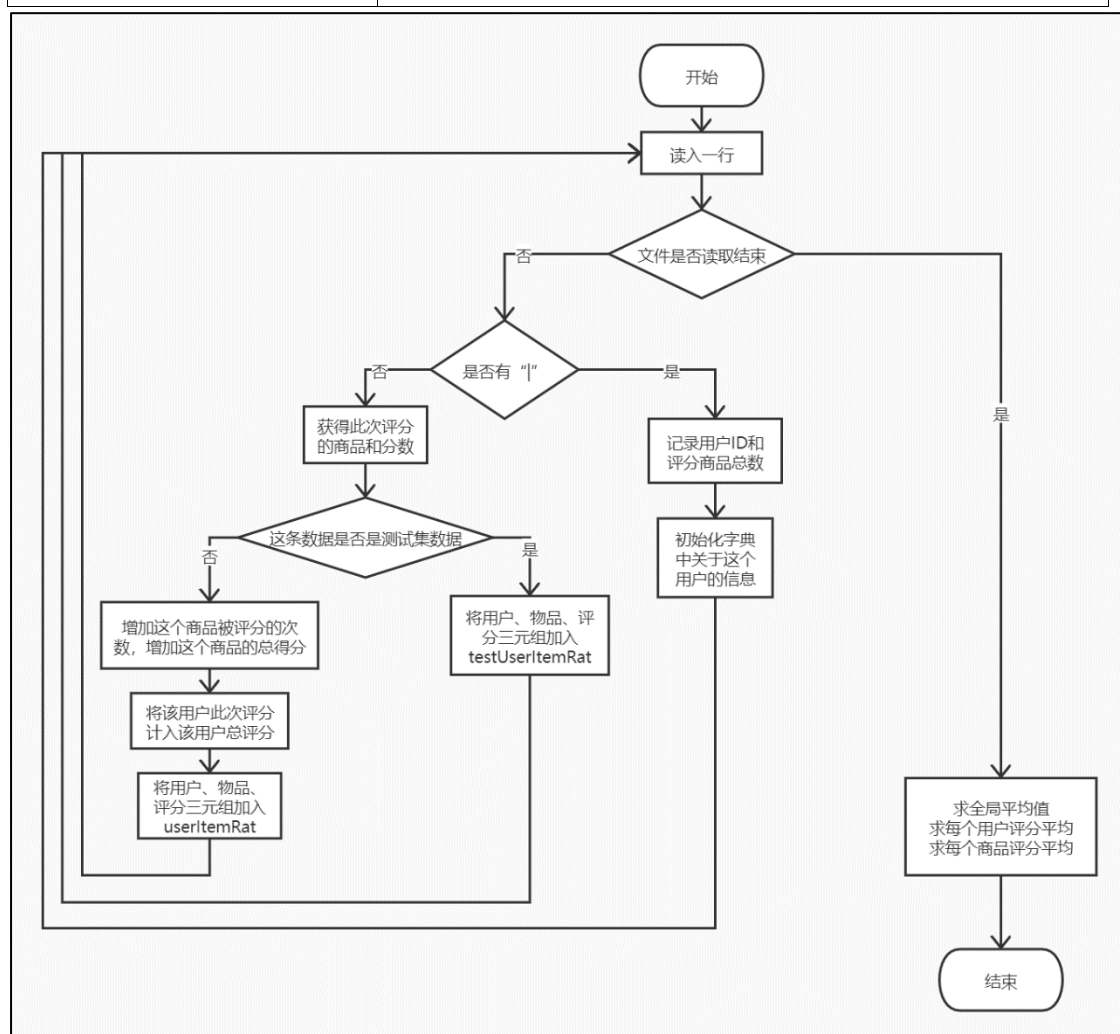 开始
读入一行
文件是否读取结束
否
是
是否有“|”
否
是
获得此次评分
的商品和分数
记录用户ID和
评分商品总数
这条数据是否是测试集数据
否
是
初始化字典
中关于这个
用户的信息
增加这个商品被评分的次
数，增加这个商品的总得分
将用户、物品、评
分三元组加入
testUserItemRat
将该用户此次评分
计入该用户总评分
将用户、物品、
评分三元组加入
userItemRat
求全局平均值
求每个用户评分平均
求每个商品评分平均
结束